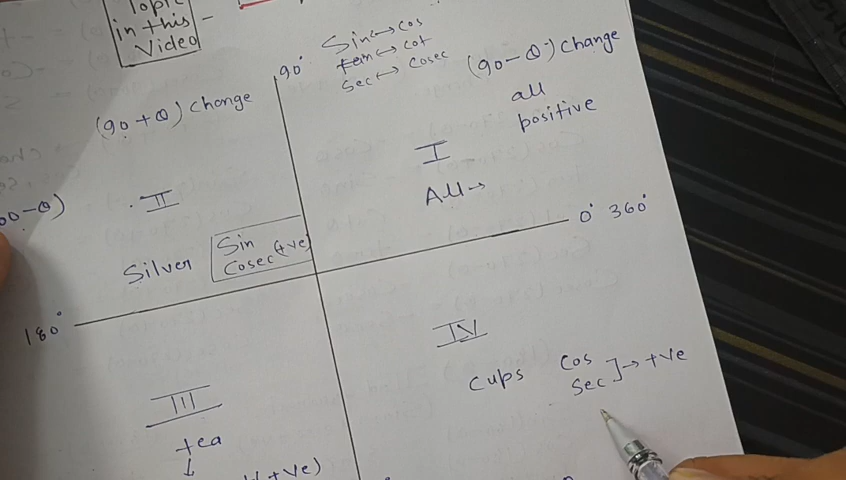 Topic
in this
Video
90°
Sin ↔ cos
tan ↔ cot
Sec ↔ Cosec
(90 - θ) Change
all
positive
(90 + θ) Change
I
All →
II
Silver
Sin
Cosec (+ve)
0° 360°
180°
IV
Cups
Cos
Sec
→ +ve
III
tea
↓
(+ve)